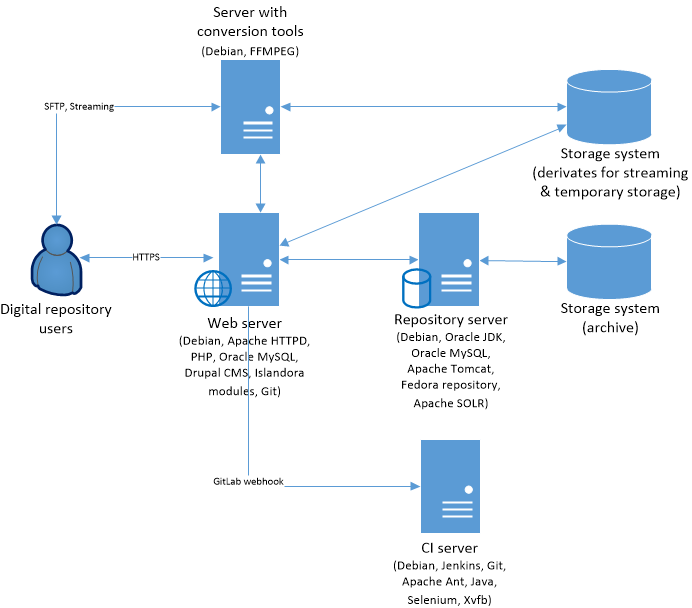 Server with
conversion tools
(Debian, FFMPEG)
SFTP, Streaming
Storage system
(derivates for streaming
& temporary storage)
HTTPS
Digital repository
users
Web server
(Debian, Apache HTTPD,
PHP, Oracle MySQL,
Drupal CMS, Islandora
modules, Git)
Repository server
(Debian, Oracle JDK,
Oracle MySQL,
Apache Tomcat,
Fedora repository,
Apache SOLR)
Storage system
(archive)
GitLab webhook
CI server
(Debian, Jenkins, Git,
Apache Ant, Java,
Selenium, Xvfb)